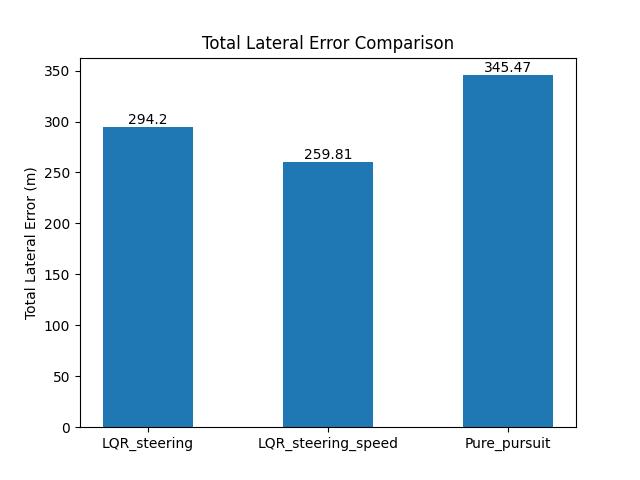 Total Lateral Error Comparison
Total Lateral Error (m)
350
300
250
200
150
100
50
0
294.2
259.81
345.47
LQR_steering
LQR_steering_speed
Pure_pursuit